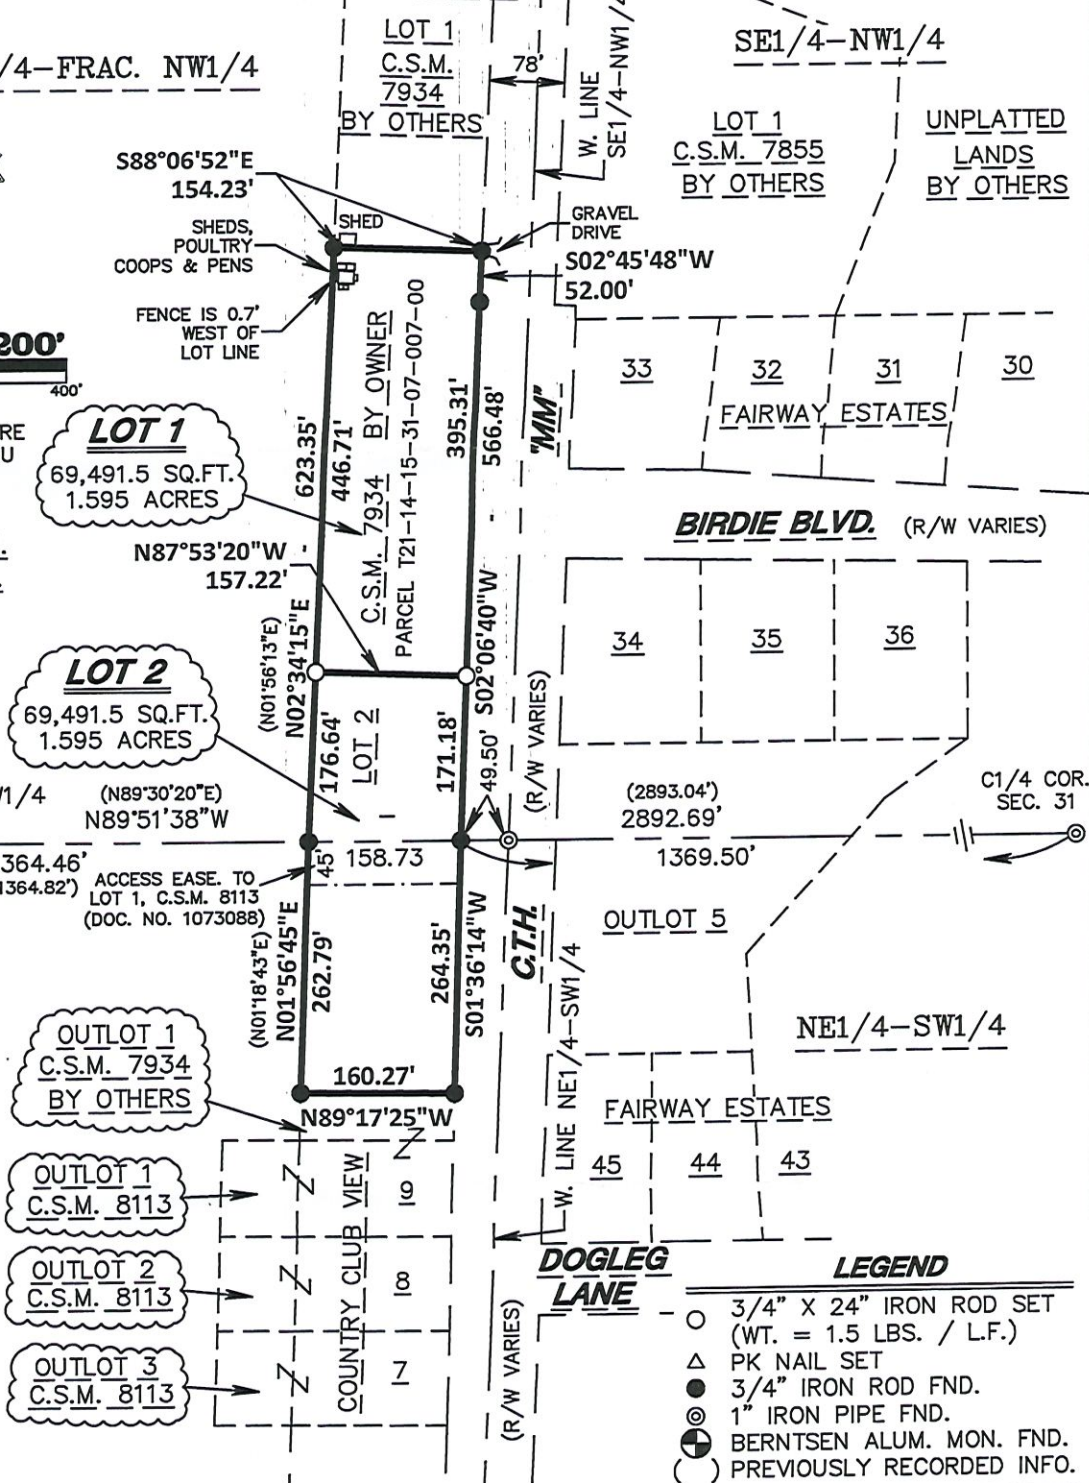 /4-FRAC. NW1/4
LOT 1
C.S.M.
7934
BY OTHERS
78'
W. LINE
SE1/4-NW1/4
SE1/4-NW1/4
LOT 1
C.S.M. 7855
BY OTHERS
UNPLATTED
LANDS
BY OTHERS
S88°06'52"E
154.23'
SHED
SHEDS,
POULTRY
COOPS & PENS
GRAVEL
DRIVE
S02°45'48"W
52.00'
FENCE IS 0.7'
WEST OF
LOT LINE
200'
400'
RE
U
LOT 1
69,491.5 SQ.FT.
1.595 ACRES
623.35'
446.71'
C.S.M. 7934 BY OWNER
PARCEL T21-14-15-31-07-007-00
395.31'
566.48'
"MM"
33
32
31
30
FAIRWAY ESTATES
BIRDIE BLVD. (R/W VARIES)
N87°53'20"W
157.22'
(N01°56'13"E)
N02°34'15"E
S02°06'40"W
34
35
36
LOT 2
69,491.5 SQ.FT.
1.595 ACRES
176.64'
LOT 2
171.18'
49.50'
(R/W VARIES)
/1/4
(N89°30'20"E)
N89°51'38"W
(2893.04')
2892.69'
C1/4 COR.
SEC. 31
364.46'
1364.82')
45'
158.73
1369.50'
ACCESS EASE. TO
LOT 1, C.S.M. 8113
(DOC. NO. 1073088)
(N01°18'43"E)
N01°56'45"E
262.79'
264.35'
S01°36'14"W
C.T.H.
OUTLOT 5
W. LINE NE1/4-SW1/4
NE1/4-SW1/4
OUTLOT 1
C.S.M. 7934
BY OTHERS
160.27'
N89°17'25"W
FAIRWAY ESTATES
45
44
43
OUTLOT 1
C.S.M. 8113
OUTLOT 2
C.S.M. 8113
OUTLOT 3
C.S.M. 8113
COUNTRY CLUB VIEW
9
8
7
(R/W VARIES)
DOGLEG
LANE
LEGEND
3/4" X 24" IRON ROD SET
(WT. = 1.5 LBS. / L.F.)
PK NAIL SET
3/4" IRON ROD FND.
1" IRON PIPE FND.
BERNTSEN ALUM. MON. FND.
( ) PREVIOUSLY RECORDED INFO.